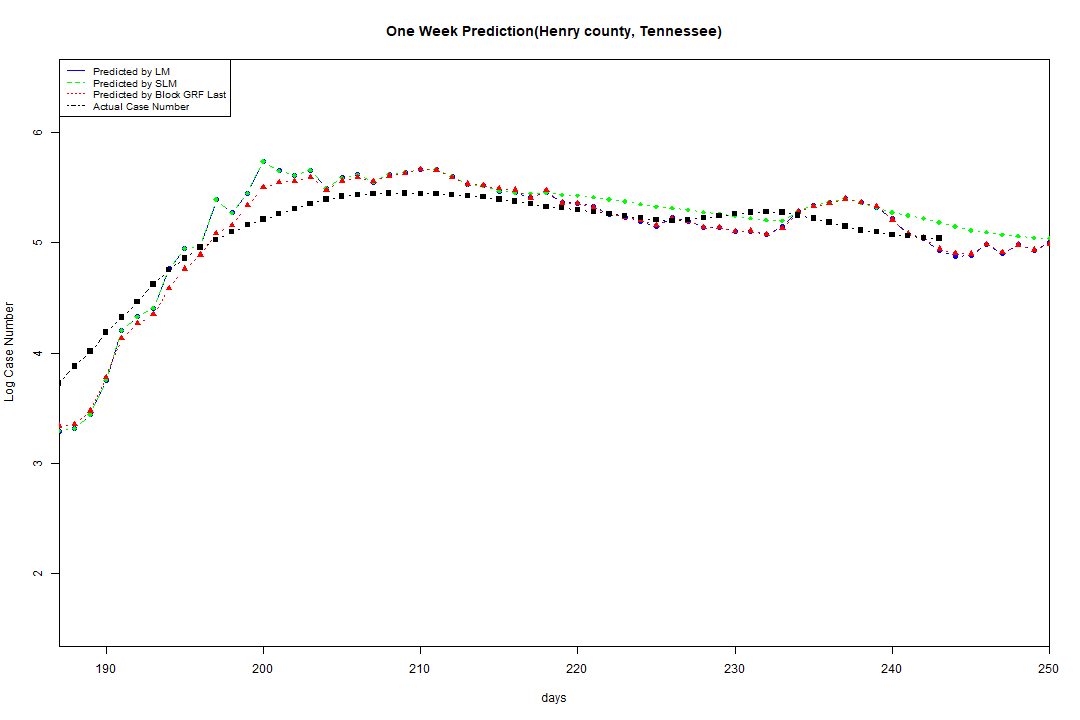 One Week Prediction(Henry county, Tennessee)
Predicted by LM
Predicted by SLM
Predicted by Block GRF Last
Actual Case Number
6
5
4
3
2
Log Case Number
190 200 210 220 230 240 250
days